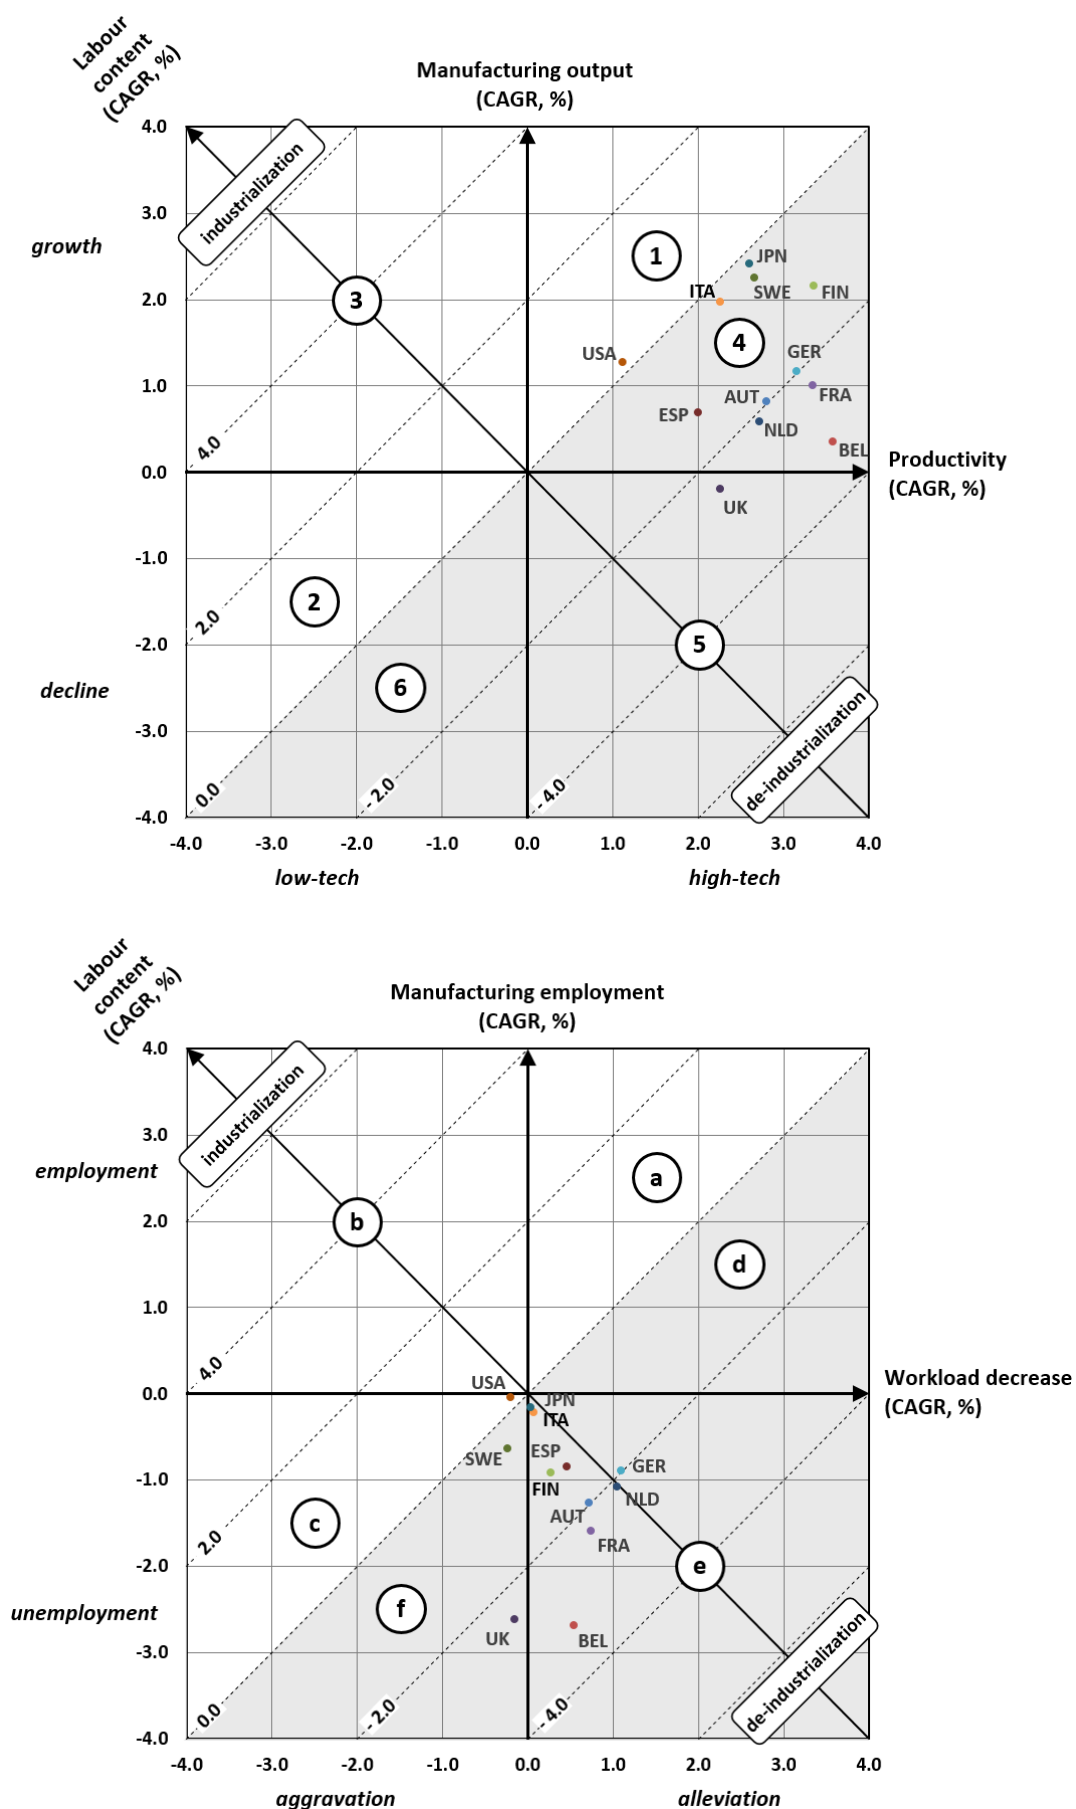 Labour
content
(CAGR, %)
Manufacturing output
(CAGR, %)
4.0
industrialization
3.0
growth
1
JPN
3
2.0
ITA
SWE
FIN
4
USA
GER
1.0
AUT
FRA
ESP
NLD
4.0
BEL
0.0
Productivity
(CAGR, %)
UK
-1.0
2
2.0
-2.0
5
decline
6
-3.0
de-industrialization
0.0
- 2.0
- 4.0
-4.0
-4.0 -3.0 -2.0 -1.0 0.0 1.0 2.0 3.0 4.0
low-tech
high-tech
Labour
content
(CAGR, %)
Manufacturing employment
(CAGR, %)
4.0
industrialization
3.0
employment
a
b
2.0
d
1.0
4.0
USA
0.0
Workload decrease
(CAGR, %)
JPN
ITA
SWE
ESP
GER
-1.0
FIN
NLD
AUT
c
2.0
FRA
-2.0
e
unemployment
f
UK
BEL
-3.0
de-industrialization
0.0
- 2.0
- 4.0
-4.0
-4.0 -3.0 -2.0 -1.0 0.0 1.0 2.0 3.0 4.0
aggravation
alleviation